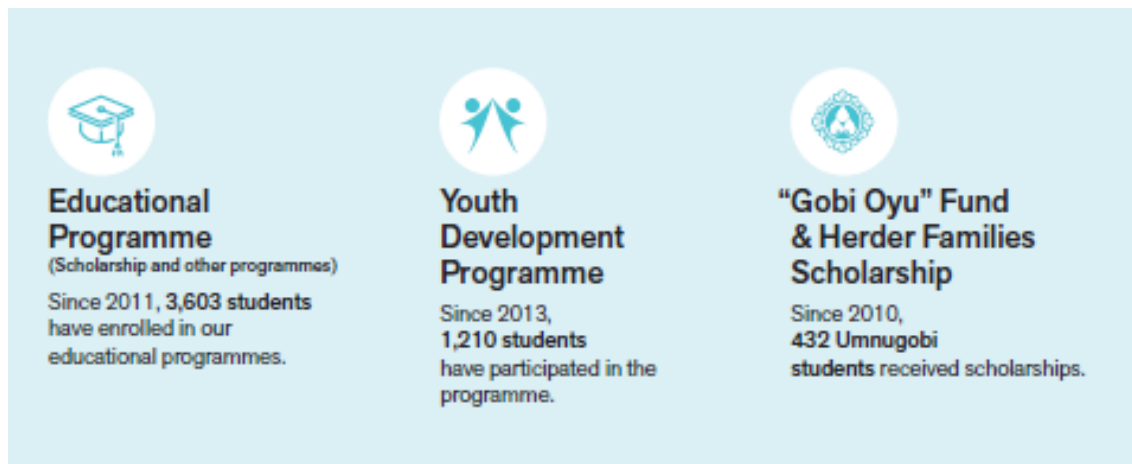 Educational
Programme
(Scholarship and other programmes)
Since 2011, 3,603 students
have enrolled in our
educational programmes.
Youth
Development
Programme
Since 2013,
1,210 students
have participated in the
programme.
“Gobi Oyu” Fund
& Herder Families
Scholarship
Since 2010,
432 Umnugobi
students received scholarships.